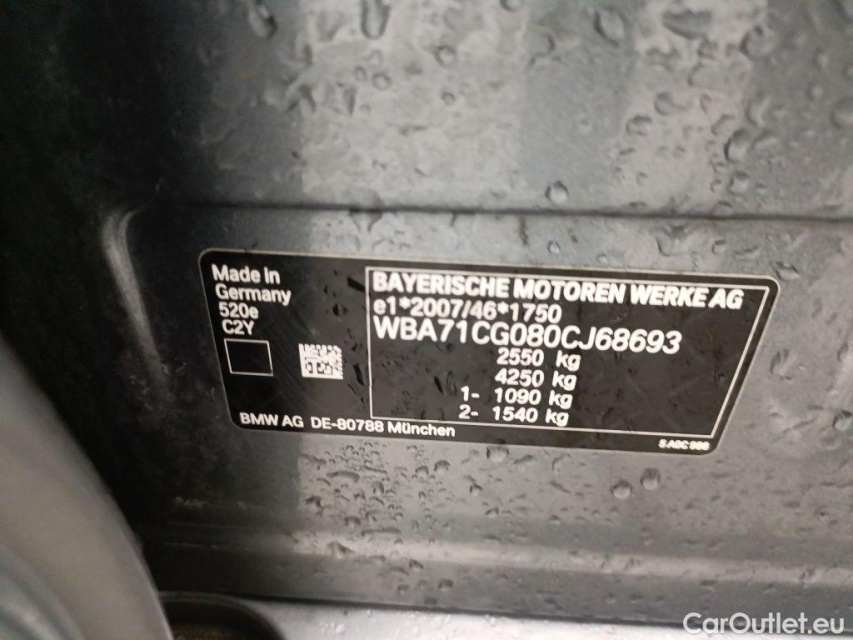 Made in
Germany
520e
C2Y
BMW AG DE-80788 München
BAYERISCHE MOTOREN WERKE AG
e1*2007/46*1750
WBA71CG080CJ68693
2550 kg
4250 kg
1- 1090 kg
2- 1540 kg
CarOutlet.eu